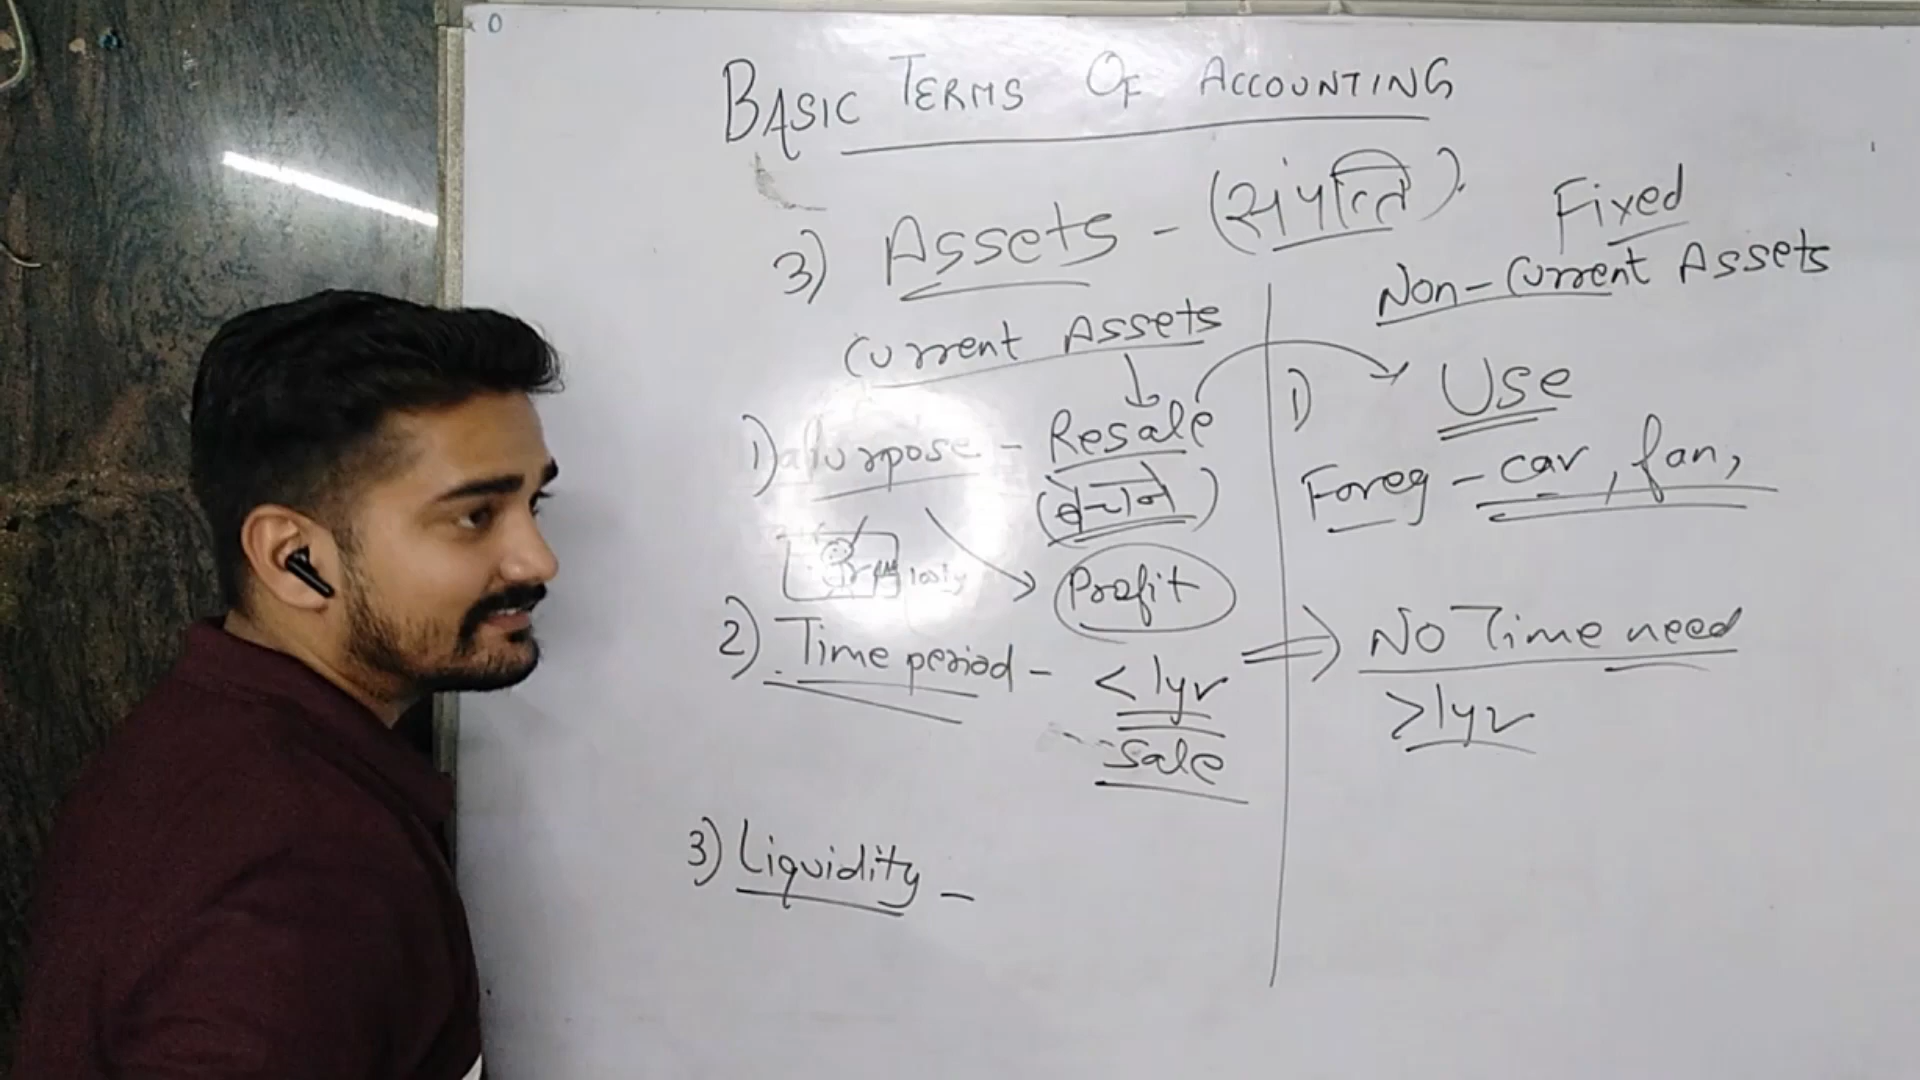 BASIC TERMS OF ACCOUNTING
3) Assets - (संपत्ति)
Fixed
Non-Current Assets
Current Assets
1) Purpose - Resale
(बेचने)
Profit
1) Use
Foreg - car, fan,
2) Time period - < 1yr
Sale
No Time need
> 1yr
3) Liquidity -